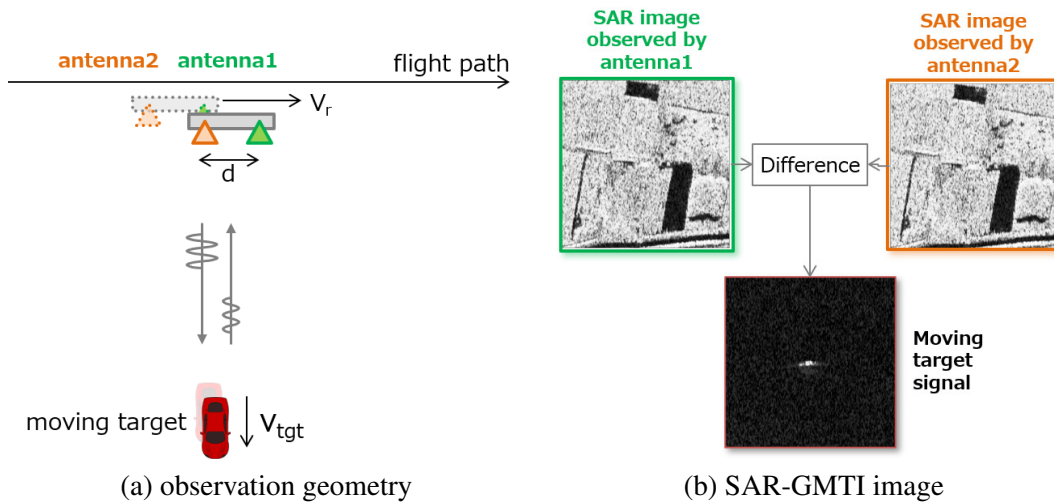 antenna2 antenna1
flight path
V_r
d
moving target
V_tgt
(a) observation geometry
SAR image
observed by
antenna1
SAR image
observed by
antenna2
Difference
Moving
target
signal
(b) SAR-GMTI image